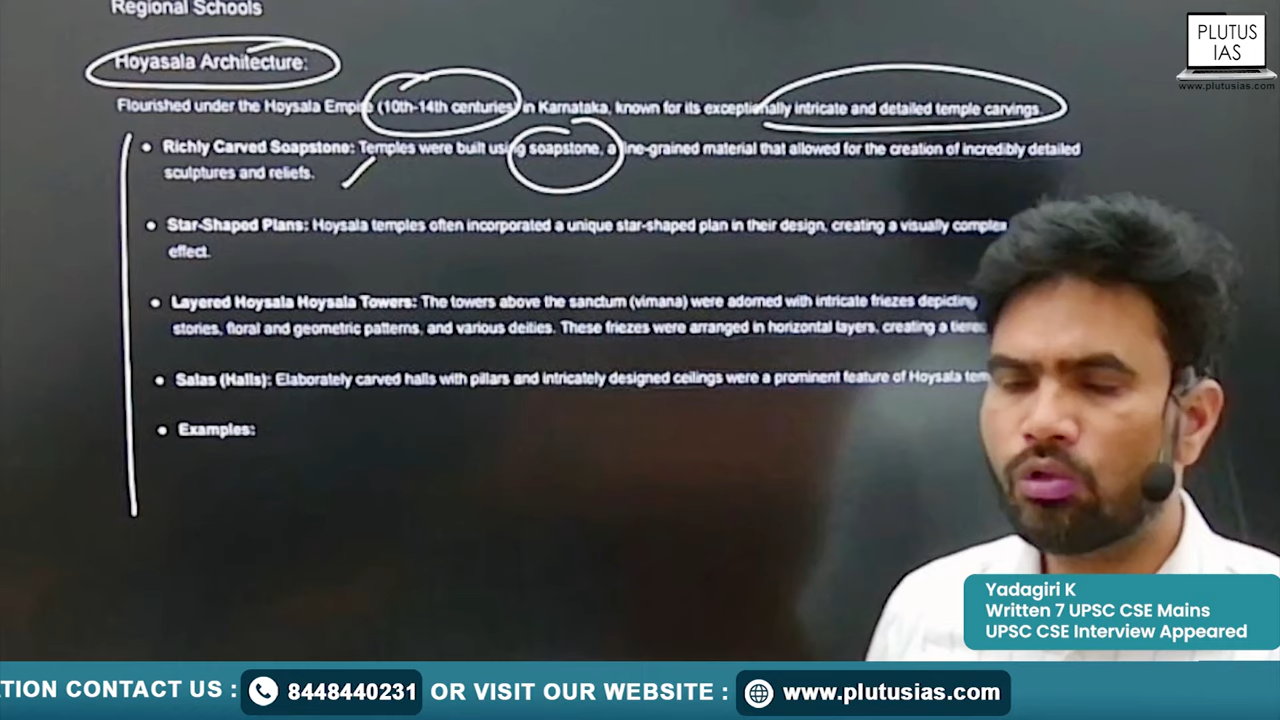 Regional Schools
PLUTUS
IAS
www.plutusias.com
Hoyasala Architecture:
Flourished under the Hoysala Empire (10th-14th centuries) in Karnataka, known for its exceptionally intricate and detailed temple carvings
Richly Carved Soapstone: Temples were built using soapstone, a fine-grained material that allowed for the creation of incredibly detailed
sculptures and reliefs.
Star-Shaped Plans: Hoysala temples often incorporated a unique star-shaped plan in their design, creating a visually complex
effect.
Layered Hoysala Hoysala Towers: The towers above the sanctum (vimana) were adorned with intricate friezes depicting
stories, floral and geometric patterns, and various deities. These friezes were arranged in horizontal layers, creating a
Salas (Halls): Elaborately carved halls with pillars and intricately designed ceilings were a prominent feature of Hoysala
Examples:
Yadagiri K
Written 7 UPSC CSE Mains
UPSC CSE Interview Appeared
ATION CONTACT US : 8448440231 OR VISIT OUR WEBSITE : www.plutusias.com